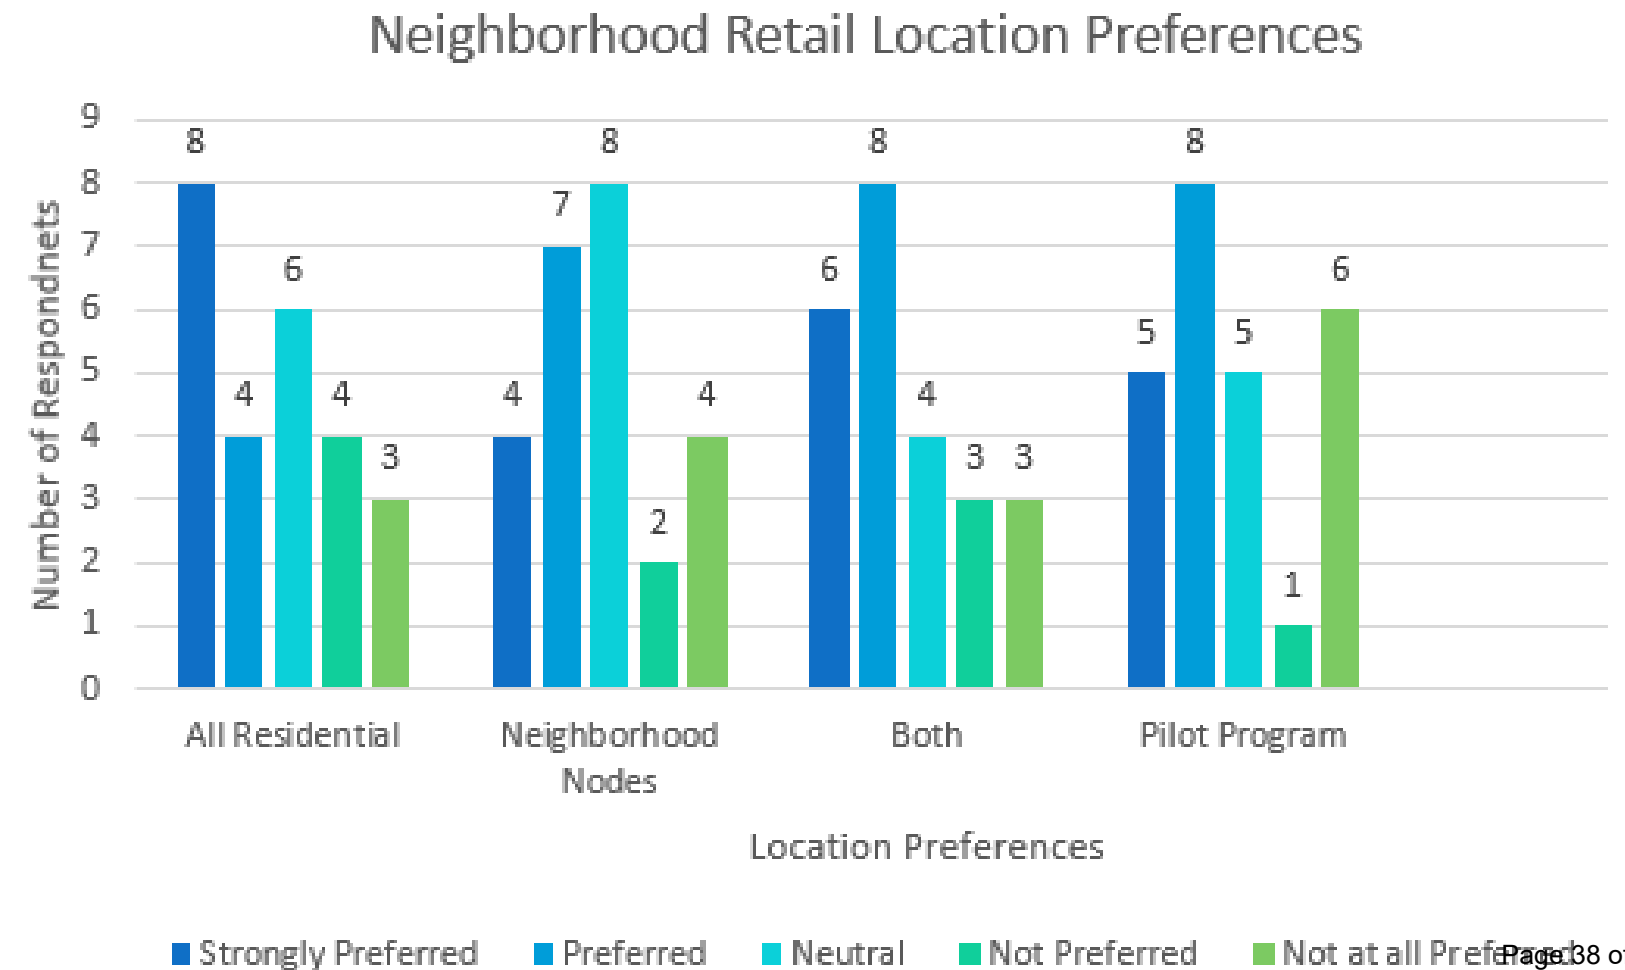 Neighborhood Retail Location Preferences
9
8
7
6
5
4
3
2
1
0
Number of Respondnets
8
4
6
4
3
4
7
8
2
4
6
8
4
3
3
5
8
5
1
6
All Residential
Neighborhood
Nodes
Both
Pilot Program
Location Preferences
Strongly Preferred
Preferred
Neutral
Not Preferred
Not at all Preferred
Page 38 of